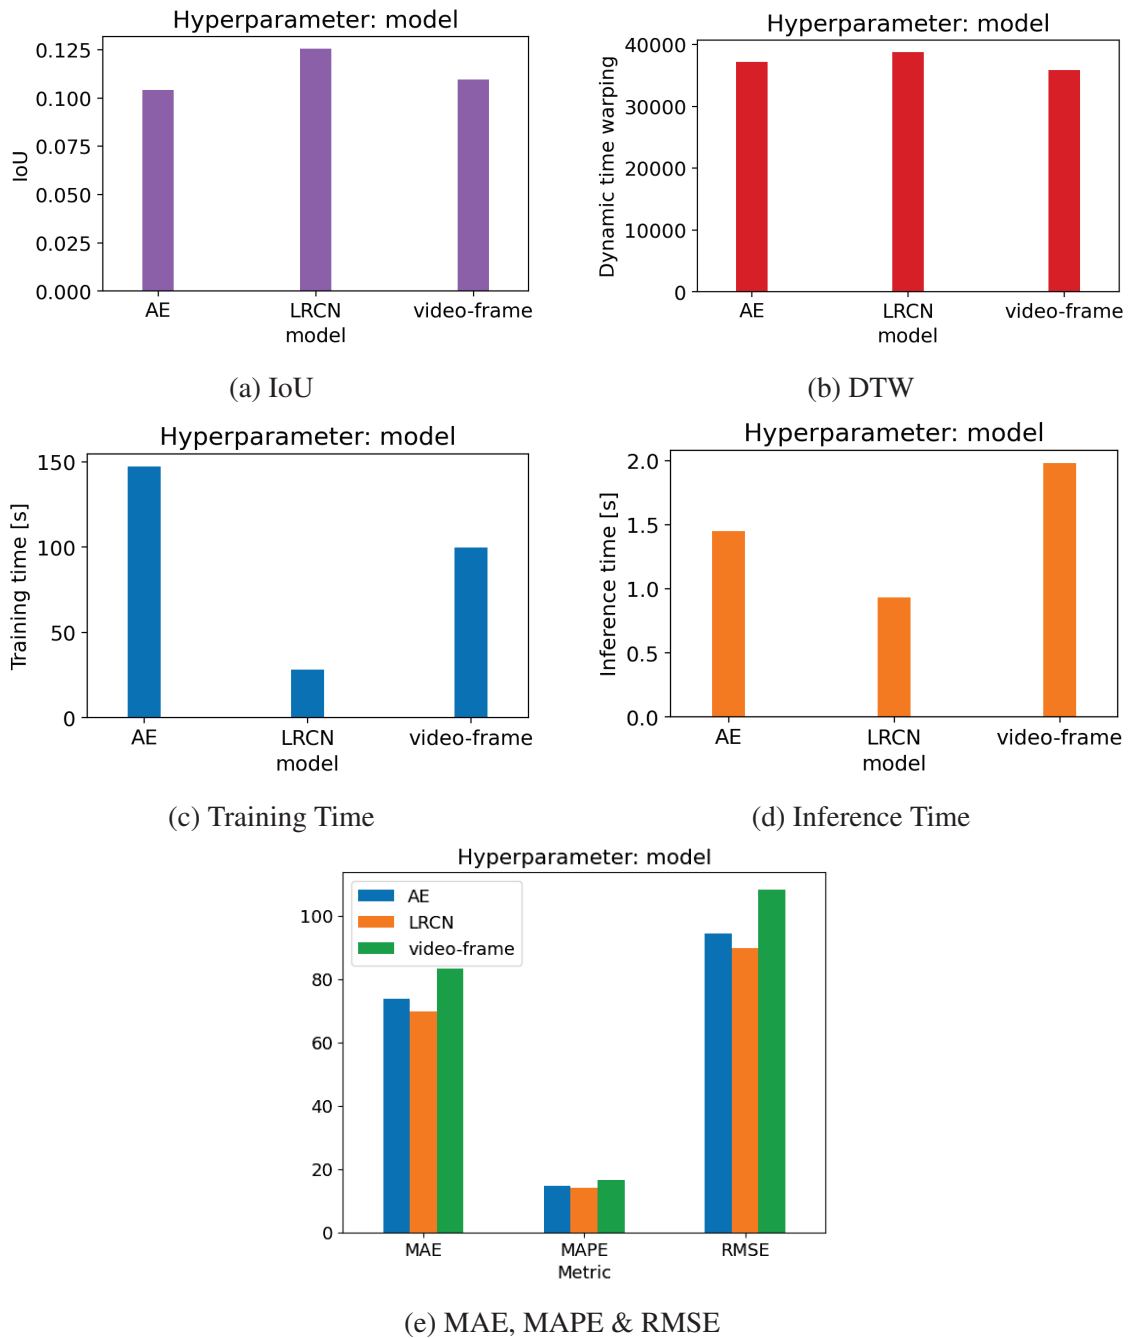 Hyperparameter: model
IoU
0.125
0.100
0.075
0.050
0.025
0.000
AE LRCN video-frame
model
(a) IoU
Hyperparameter: model
Dynamic time warping
40000
30000
20000
10000
0
AE LRCN video-frame
model
(b) DTW
Hyperparameter: model
Training time [s]
150
100
50
0
AE LRCN video-frame
model
(c) Training Time
Hyperparameter: model
Inference time [s]
2.0
1.5
1.0
0.5
0.0
AE LRCN video-frame
model
(d) Inference Time
Hyperparameter: model
AE
LRCN
video-frame
100
80
60
40
20
0
MAE MAPE RMSE
Metric
(e) MAE, MAPE & RMSE